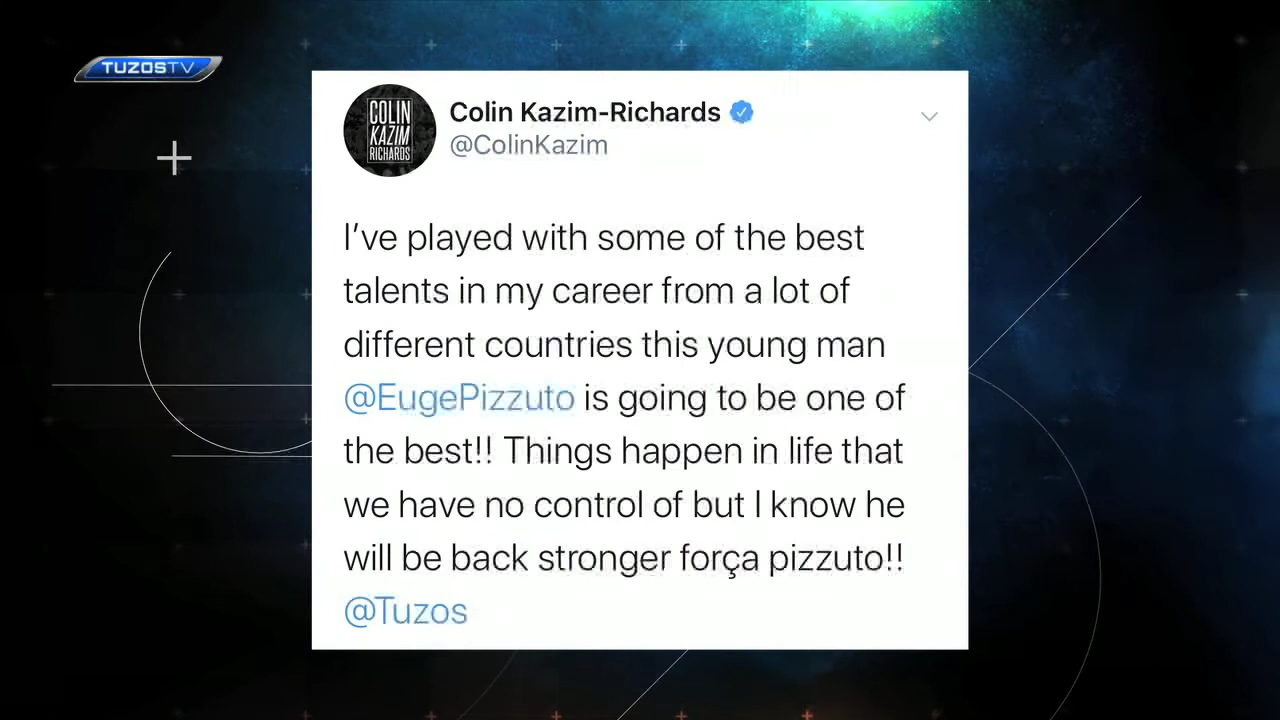 TUZOSTV
COLIN
KAZIM
RICHARDS
Colin Kazim-Richards
@ColinKazim
I’ve played with some of the best
talents in my career from a lot of
different countries this young man
@EugePizzuto is going to be one of
the best!! Things happen in life that
we have no control of but I know he
will be back stronger força pizzuto!!
@Tuzos